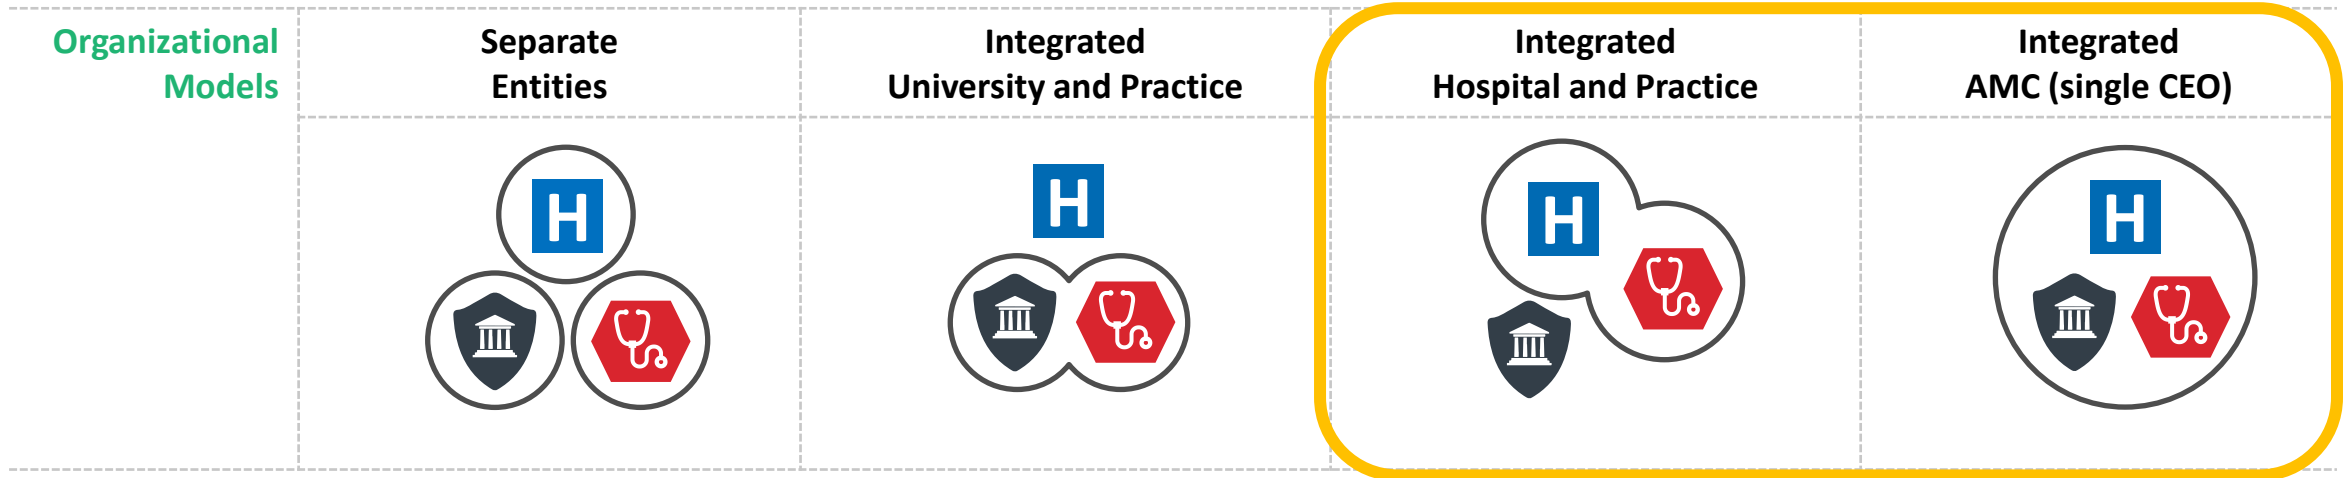 Organizational
Models
Separate
Entities
Integrated
University and Practice
Integrated
Hospital and Practice
Integrated
AMC (single CEO)
H
H
H
H